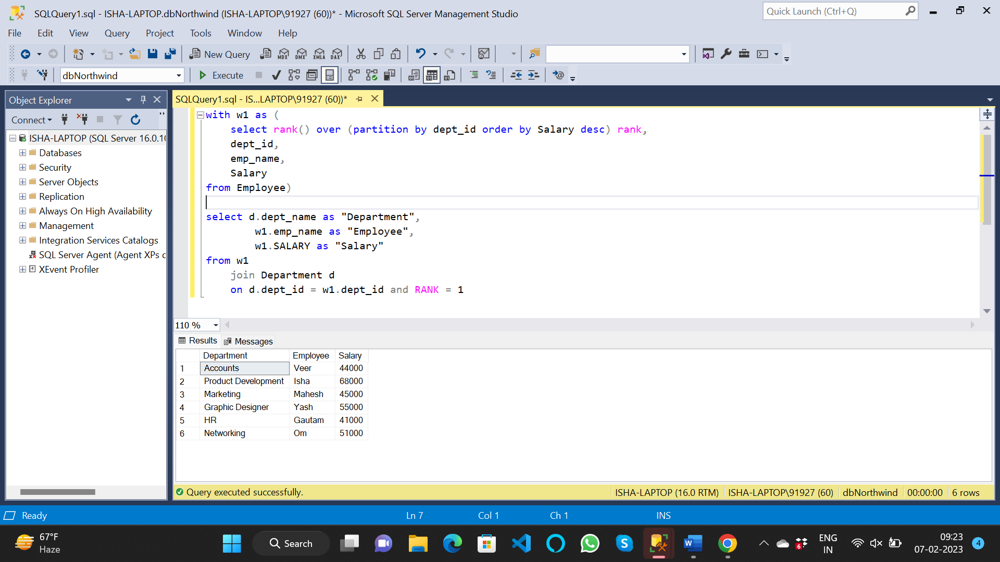 SQLQuery1.sql - ISHA-LAPTOP.dbNorthwind (ISHA-LAPTOP\91927 (60))* - Microsoft SQL Server Management Studio
Quick Launch (Ctrl+Q)
File Edit View Query Project Tools Window Help
New Query MDX DMX XMLA DAX
dbNorthwind Execute
Object Explorer
Connect
ISHA-LAPTOP (SQL Server 16.0.10
Databases
Security
Server Objects
Replication
Always On High Availability
Management
Integration Services Catalogs
SQL Server Agent (Agent XPs c
XEvent Profiler
SQLQuery1.sql - IS...LAPTOP\91927 (60))*
with w1 as (
select rank() over (partition by dept_id order by Salary desc) rank,
dept_id,
emp_name,
Salary
from Employee)
select d.dept_name as "Department",
w1.emp_name as "Employee",
w1.SALARY as "Salary"
from w1
join Department d
on d.dept_id = w1.dept_id and RANK = 1
110 %
Results Messages
Department Employee Salary
1 Accounts Veer 44000
2 Product Development Isha 68000
3 Marketing Mahesh 45000
4 Graphic Designer Yash 55000
5 HR Gautam 41000
6 Networking Om 51000
Query executed successfully. ISHA-LAPTOP (16.0 RTM) ISHA-LAPTOP\91927 (60) dbNorthwind 00:00:00 6 rows
Ready Ln 7 Col 1 Ch 1 INS
67°F
Haze
Search
S
W
6
ENG
IN
09:23
07-02-2023
4